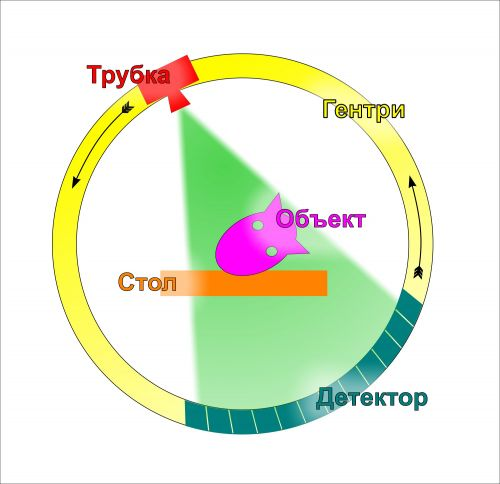 Трубка
Гентри
Объект
Стол
Детектор